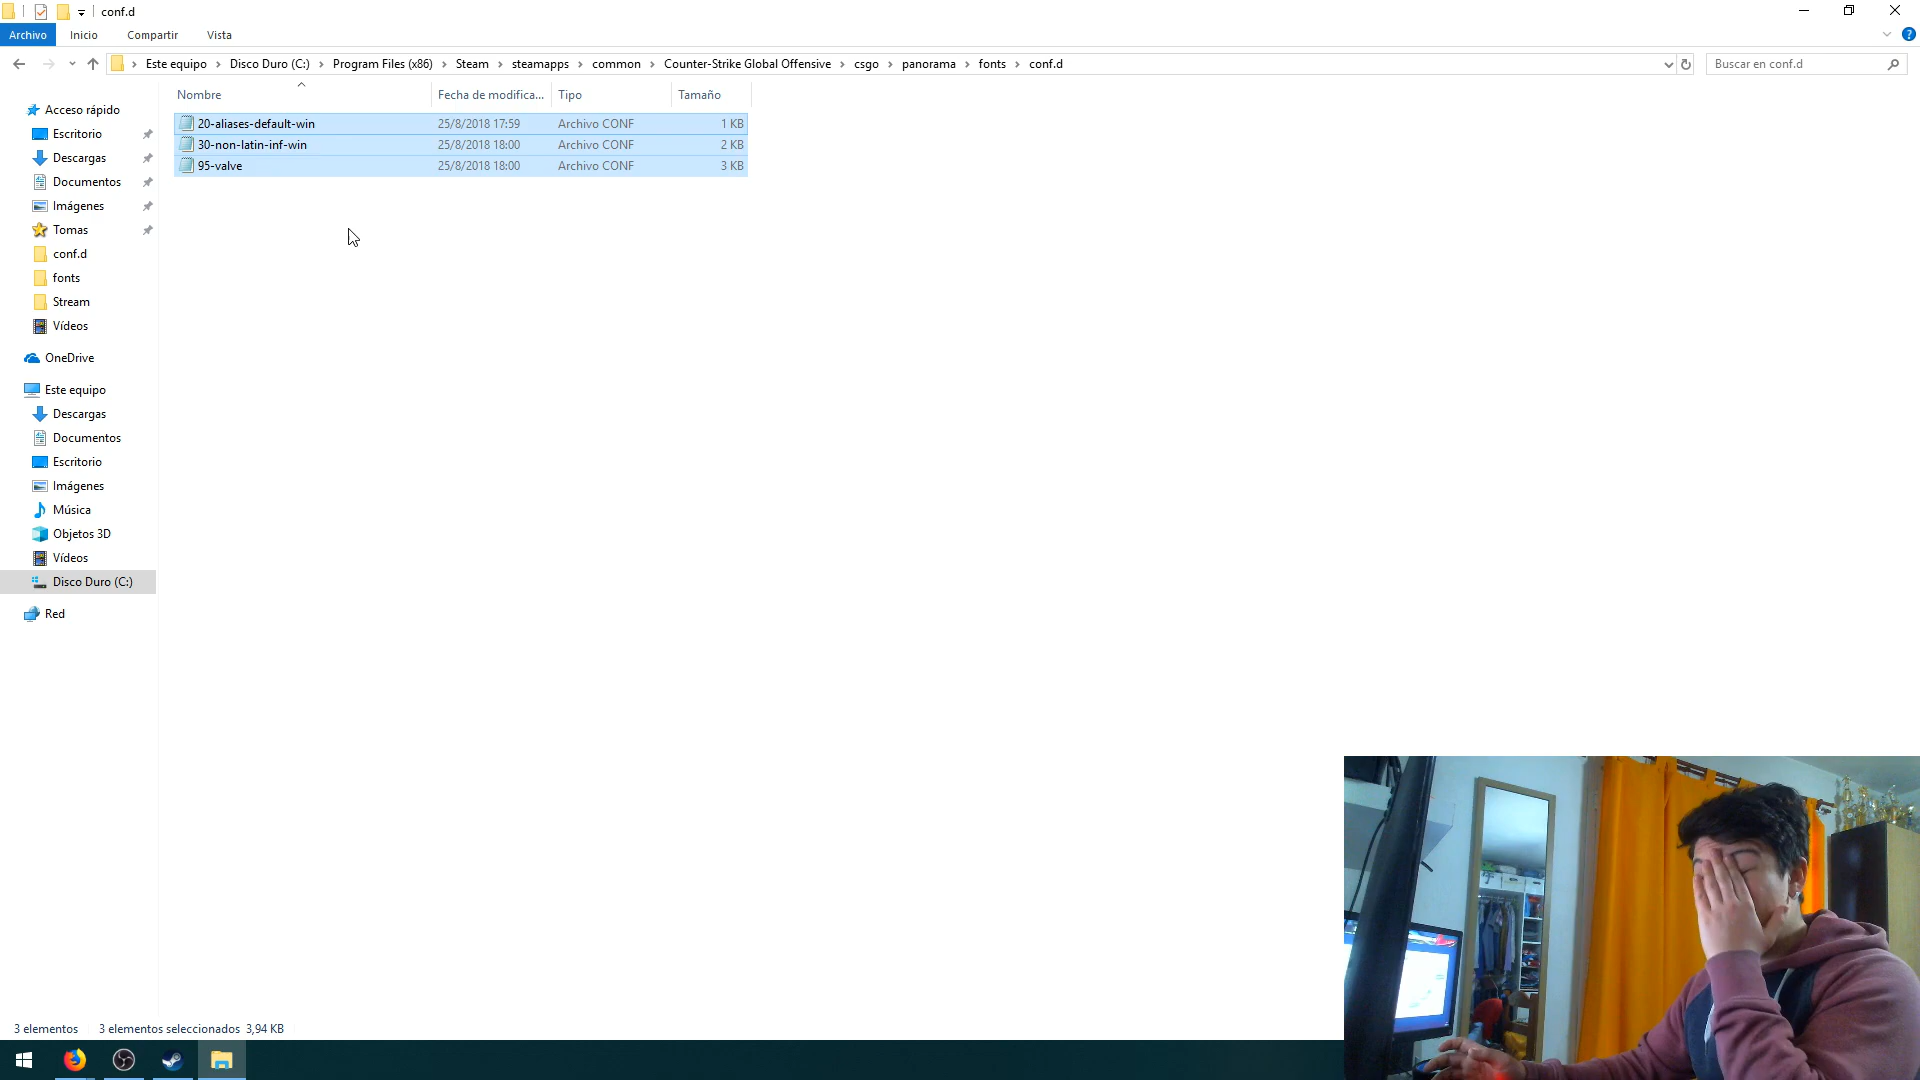 conf.d
Archivo Inicio Compartir Vista
Este equipo Disco Duro (C:) Program Files (x86) Steam steamapps common Counter-Strike Global Offensive csgo panorama fonts conf.d
Buscar en conf.d
Nombre Fecha de modifica... Tipo Tamaño
20-aliases-default-win 25/8/2018 17:59 Archivo CONF 1 KB
30-non-latin-inf-win 25/8/2018 18:00 Archivo CONF 2 KB
95-valve 25/8/2018 18:00 Archivo CONF 3 KB
Acceso rápido
Escritorio
Descargas
Documentos
Imágenes
Tomas
conf.d
fonts
Stream
Vídeos
OneDrive
Este equipo
Descargas
Documentos
Escritorio
Imágenes
Música
Objetos 3D
Vídeos
Disco Duro (C:)
Red
3 elementos 3 elementos seleccionados 3,94 KB